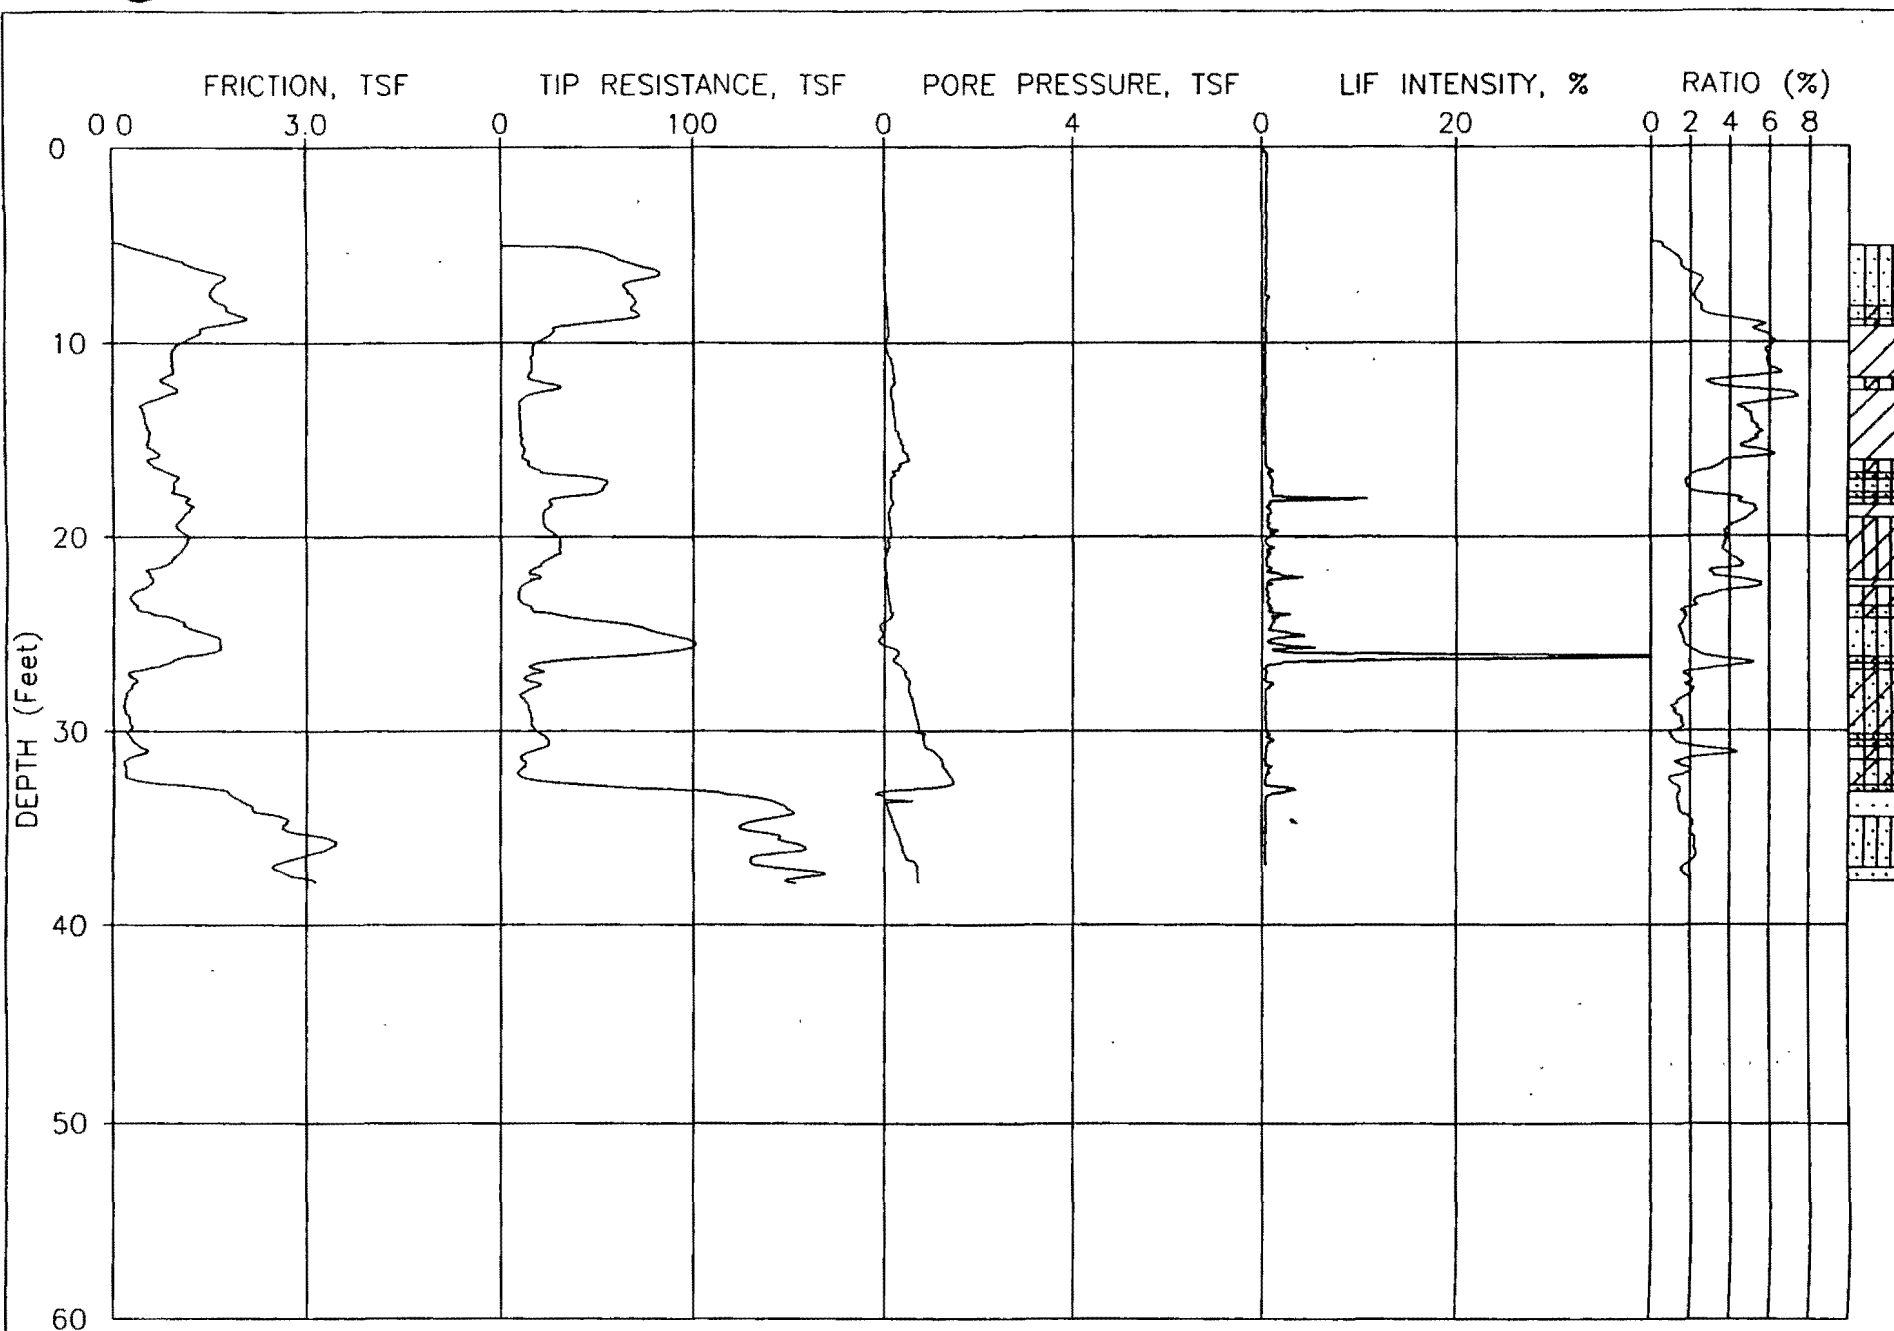 FRICTION, TSF TIP RESISTANCE, TSF PORE PRESSURE, TSF LIF INTENSITY, % RATIO (%)
0 0 3.0 0 100 0 4 0 20 0 2 4 6 8
0
10
20
30
40
50
60
DEPTH (Feet)